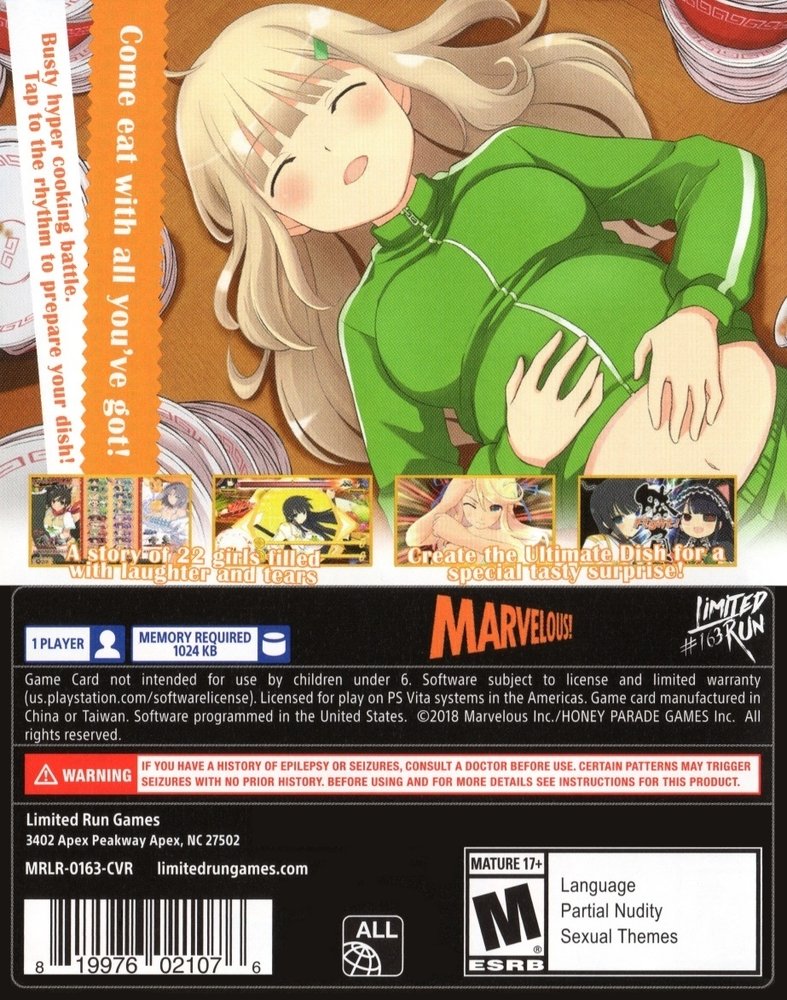 Come eat with all you've got!
Busty hyper cooking battle.
Tap to the rhythm to prepare your dish!
A story of 22 girls filled
with laughter and tears
Create the Ultimate Dish for a
special tasty surprise!
1 PLAYER
MEMORY REQUIRED
1024 KB
MARVELOUS!
LIMITED
RUN
#163
Game Card not intended for use by children under 6. Software subject to license and limited warranty
(us.playstation.com/softwarelicense). Licensed for play on PS Vita systems in the Americas. Game card manufactured in
China or Taiwan. Software programmed in the United States. ©2018 Marvelous Inc./HONEY PARADE GAMES Inc. All
rights reserved.
WARNING
IF YOU HAVE A HISTORY OF EPILEPSY OR SEIZURES, CONSULT A DOCTOR BEFORE USE. CERTAIN PATTERNS MAY TRIGGER
SEIZURES WITH NO PRIOR HISTORY. BEFORE USING AND FOR MORE DETAILS SEE INSTRUCTIONS FOR THIS PRODUCT.
Limited Run Games
3402 Apex Peakway Apex, NC 27502
MRLR-0163-CVR limitedrungames.com
8 19976 02107 6
ALL
MATURE 17+
M
®
ESRB
Language
Partial Nudity
Sexual Themes